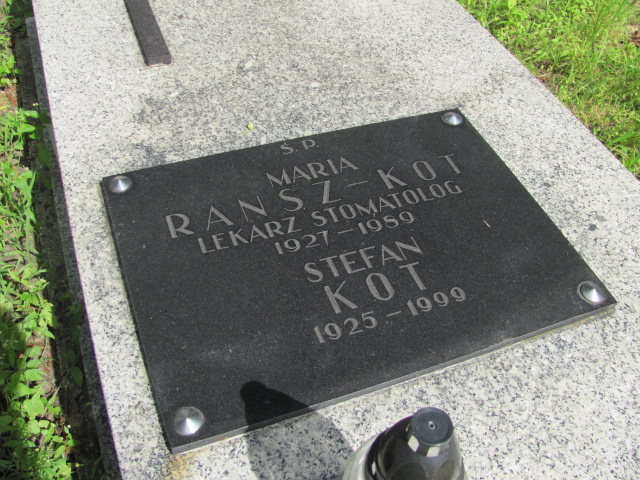 Ś.P.
MARIA
RANSZ-KOT
LEKARZ STOMATOLOG
1927-1989
STEFAN
KOT
1925-1999